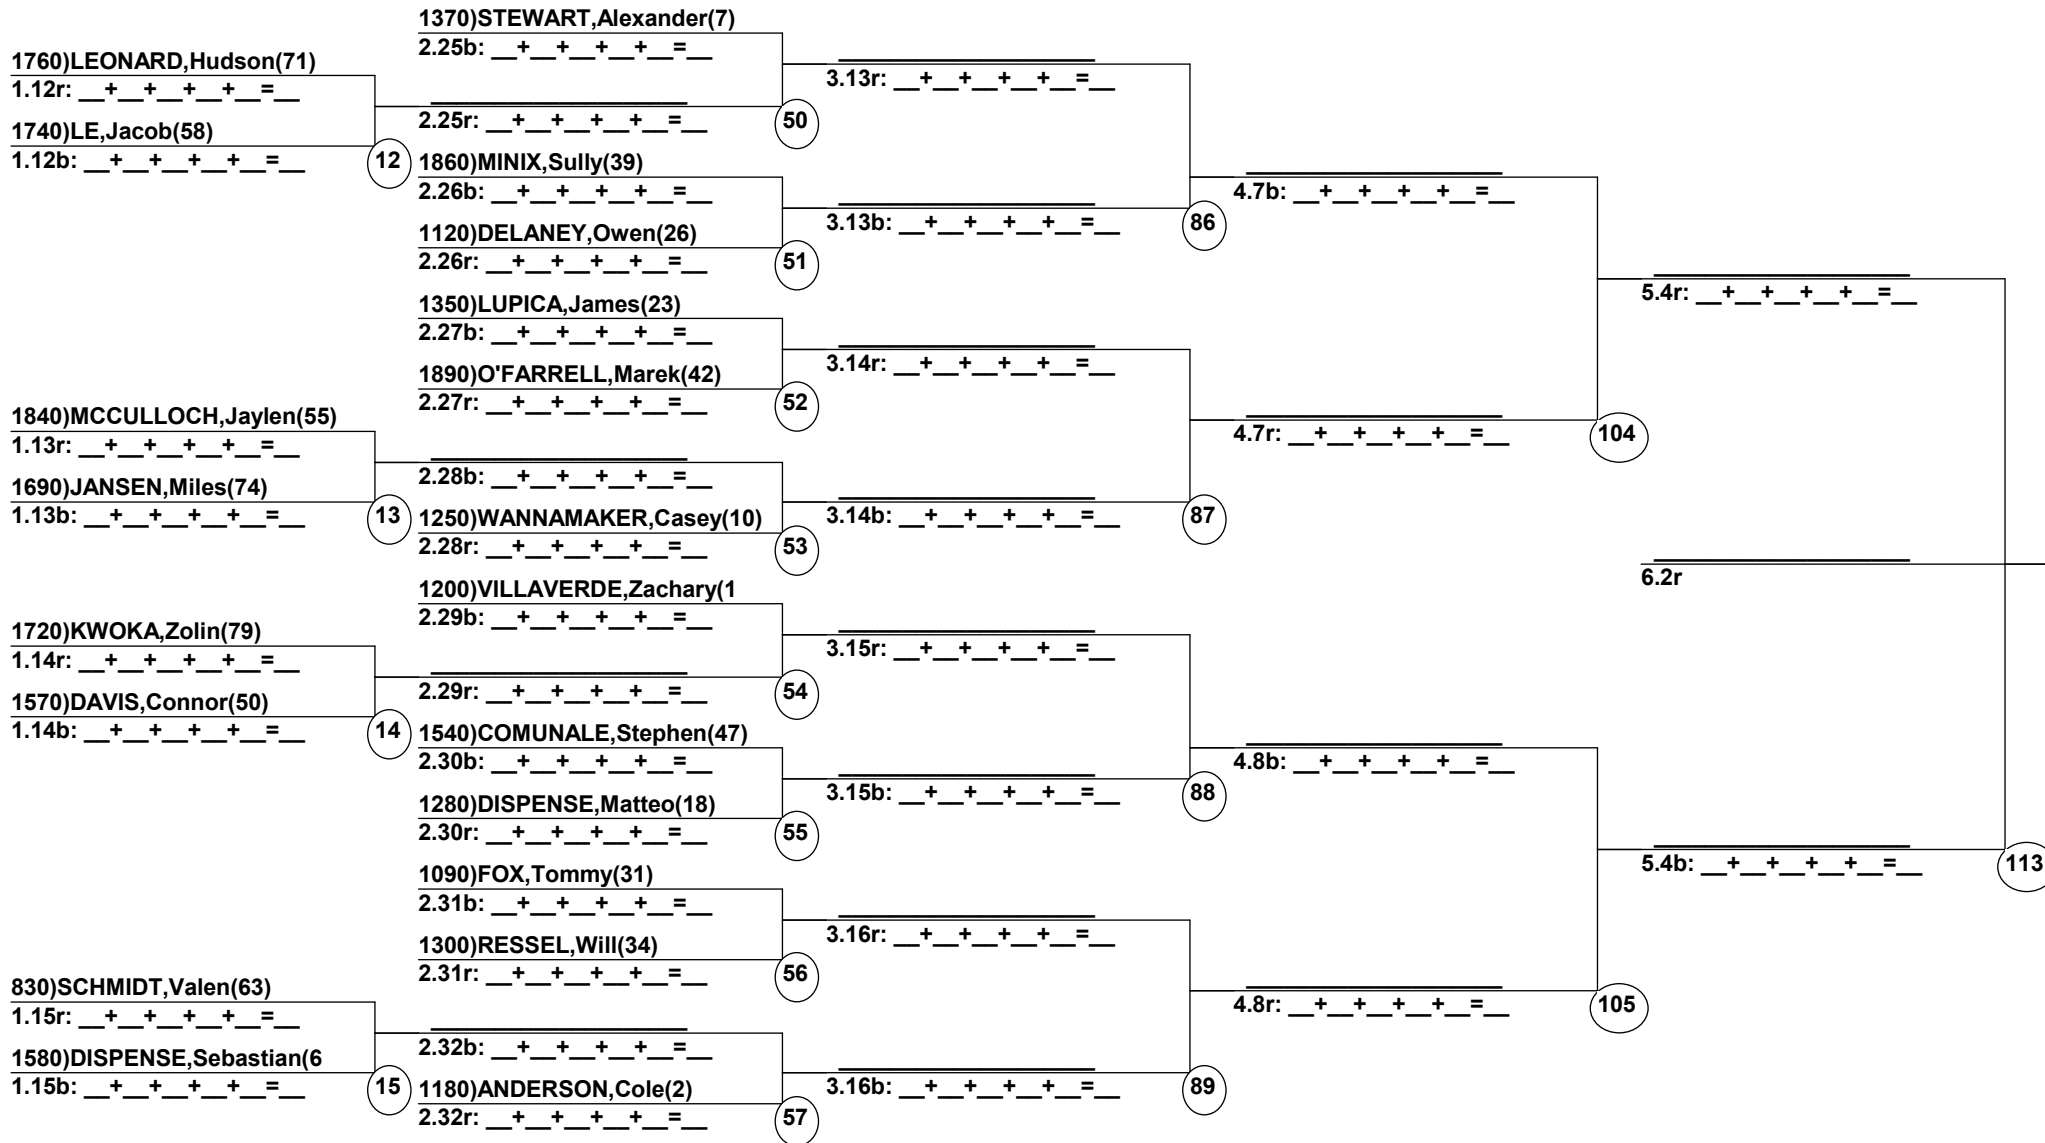 1760)LEONARD,Hudson(71)
1.12r: __+__+__+__+__=__
1740)LE,Jacob(58)
1.12b: __+__+__+__+__=__
12
1840)MCCULLOCH,Jaylen(55)
1.13r: __+__+__+__+__=__
1690)JANSEN,Miles(74)
1.13b: __+__+__+__+__=__
13
1720)KWOKA,Zolin(79)
1.14r: __+__+__+__+__=__
1570)DAVIS,Connor(50)
1.14b: __+__+__+__+__=__
14
830)SCHMIDT,Valen(63)
1.15r: __+__+__+__+__=__
1580)DISPENSE,Sebastian(6
1.15b: __+__+__+__+__=__
15
1370)STEWART,Alexander(7)
2.25b: __+__+__+__+__=__
2.25r: __+__+__+__+__=__
50
1860)MINIX,Sully(39)
2.26b: __+__+__+__+__=__
1120)DELANEY,Owen(26)
2.26r: __+__+__+__+__=__
51
1350)LUPICA,James(23)
2.27b: __+__+__+__+__=__
1890)O'FARRELL,Marek(42)
2.27r: __+__+__+__+__=__
52
2.28b: __+__+__+__+__=__
1250)WANNAMAKER,Casey(10)
2.28r: __+__+__+__+__=__
53
1200)VILLAVERDE,Zachary(1
2.29b: __+__+__+__+__=__
2.29r: __+__+__+__+__=__
54
1540)COMUNALE,Stephen(47)
2.30b: __+__+__+__+__=__
1280)DISPENSE,Matteo(18)
2.30r: __+__+__+__+__=__
55
1090)FOX,Tommy(31)
2.31b: __+__+__+__+__=__
1300)RESSEL,Will(34)
2.31r: __+__+__+__+__=__
56
2.32b: __+__+__+__+__=__
1180)ANDERSON,Cole(2)
2.32r: __+__+__+__+__=__
57
3.13r: __+__+__+__+__=__
3.13b: __+__+__+__+__=__
86
3.14r: __+__+__+__+__=__
3.14b: __+__+__+__+__=__
87
3.15r: __+__+__+__+__=__
3.15b: __+__+__+__+__=__
88
3.16r: __+__+__+__+__=__
3.16b: __+__+__+__+__=__
89
4.7b: __+__+__+__+__=__
4.7r: __+__+__+__+__=__
104
4.8b: __+__+__+__+__=__
4.8r: __+__+__+__+__=__
105
5.4r: __+__+__+__+__=__
6.2r
5.4b: __+__+__+__+__=__
113